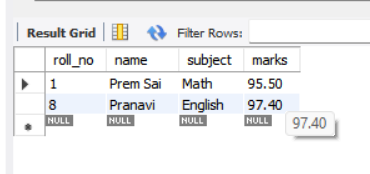 Result Grid Filter Rows:
roll_no name subject marks
1 Prem Sai Math 95.50
8 Pranavi English 97.40
NULL NULL NULL NULL
97.40